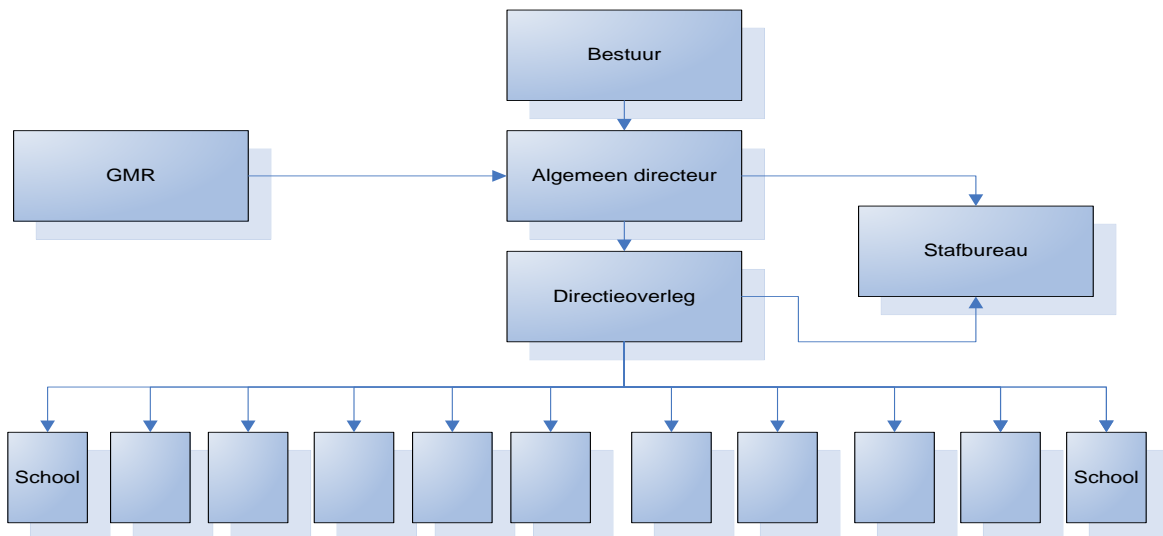 Bestuur
GMR
Algemeen directeur
Stafbureau
Directieoverleg
School
School